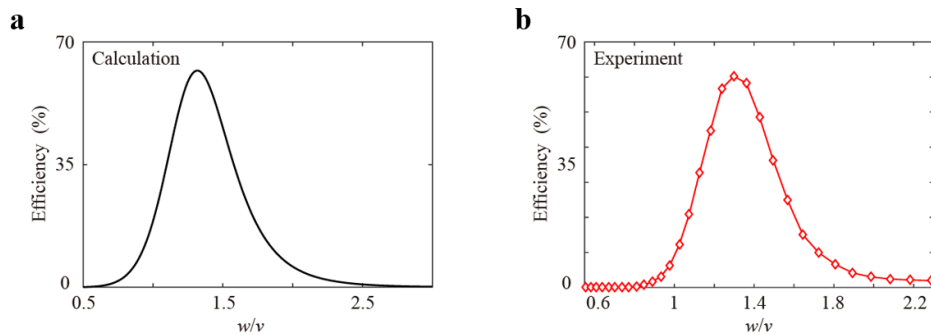 a
b
70
Calculation
Efficiency (%)
35
0
0.5
1.5
2.5
w/v
70
Experiment
Efficiency (%)
35
0
0.6
1
1.4
1.8
2.2
w/v